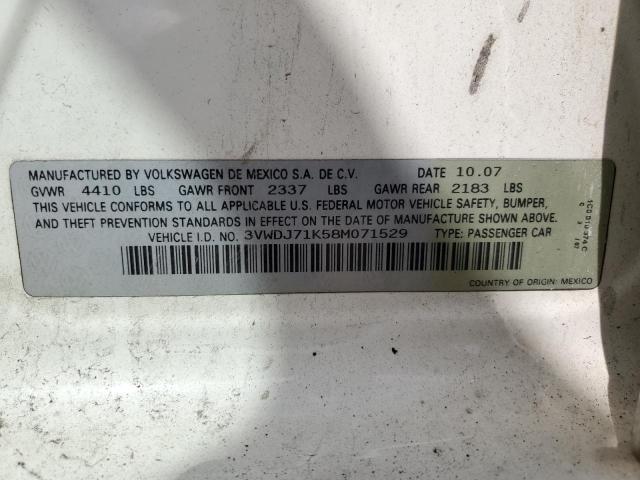 MANUFACTURED BY VOLKSWAGEN DE MEXICO S.A. DE C.V. DATE 10.07
GVWR 4410 LBS GAWR FRONT 2337 LBS GAWR REAR 2183 LBS
THIS VEHICLE CONFORMS TO ALL APPLICABLE U.S. FEDERAL MOTOR VEHICLE SAFETY, BUMPER,
AND THEFT PREVENTION STANDARDS IN EFFECT ON THE DATE OF MANUFACTURE SHOWN ABOVE.
VEHICLE I.D. NO. 3VWDJ71K58M071529 TYPE: PASSENGER CAR
COUNTRY OF ORIGIN: MEXICO